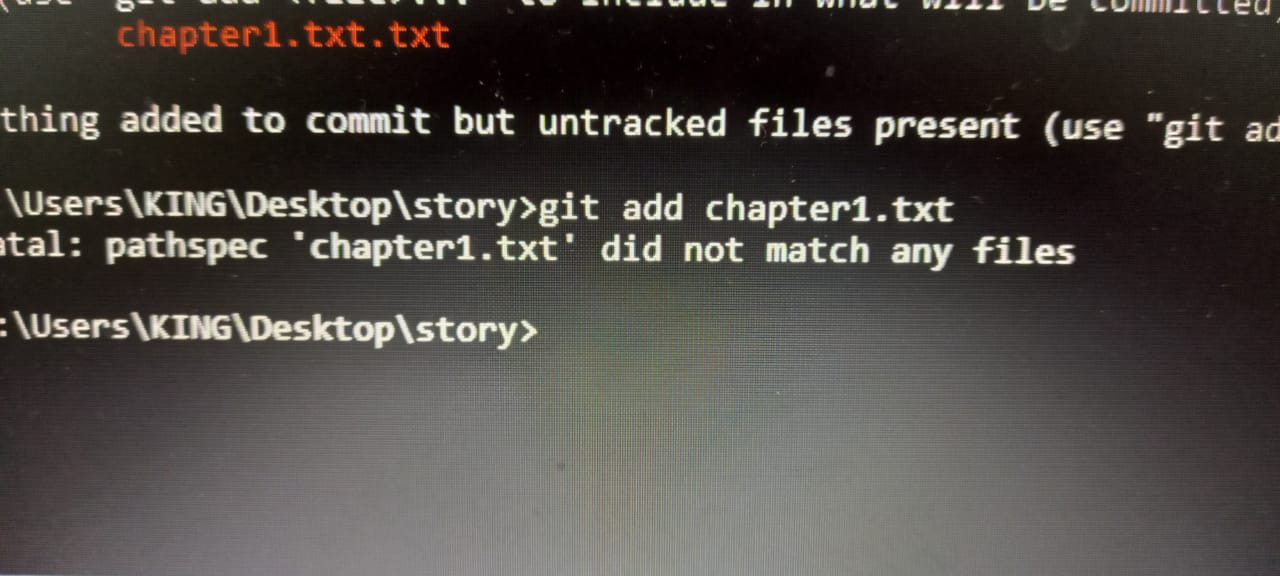 to include in what will be committed
chapter1.txt.txt
thing added to commit but untracked files present (use "git ad
\Users\KING\Desktop\story>git add chapter1.txt
atal: pathspec 'chapter1.txt' did not match any files
:\Users\KING\Desktop\story>